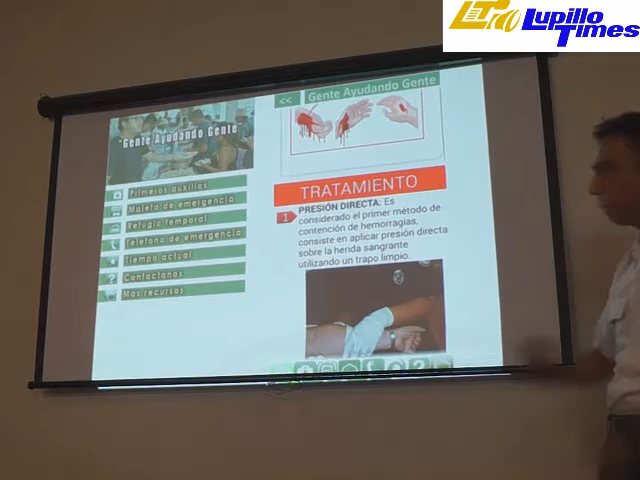 Lupillo
Times
"Gente Ayudando Gente"
Primeros auxilios
Maleta de emergencia
Refugio temporal
Telefono de emergencia
Tiempo actual
Contactanos
Mas recursos
<< Gente Ayudando Gente
TRATAMIENTO
1 PRESIÓN DIRECTA: Es
considerado el primer método de
contención de hemorragias,
consiste en aplicar presión directa
sobre la herida sangrante
utilizando un trapo limpio.